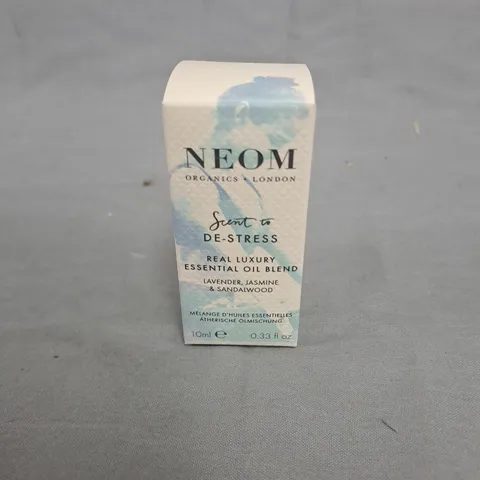 NEOM
ORGANICS • LONDON
Scent to
DE-STRESS
REAL LUXURY
ESSENTIAL OIL BLEND
LAVENDER, JASMINE
& SANDALWOOD
MÉLANGE D'HUILES ESSENTIELLES
ÄTHERISCHE ÖLMISCHUNG
10ml ℮ 0.33 fl oz